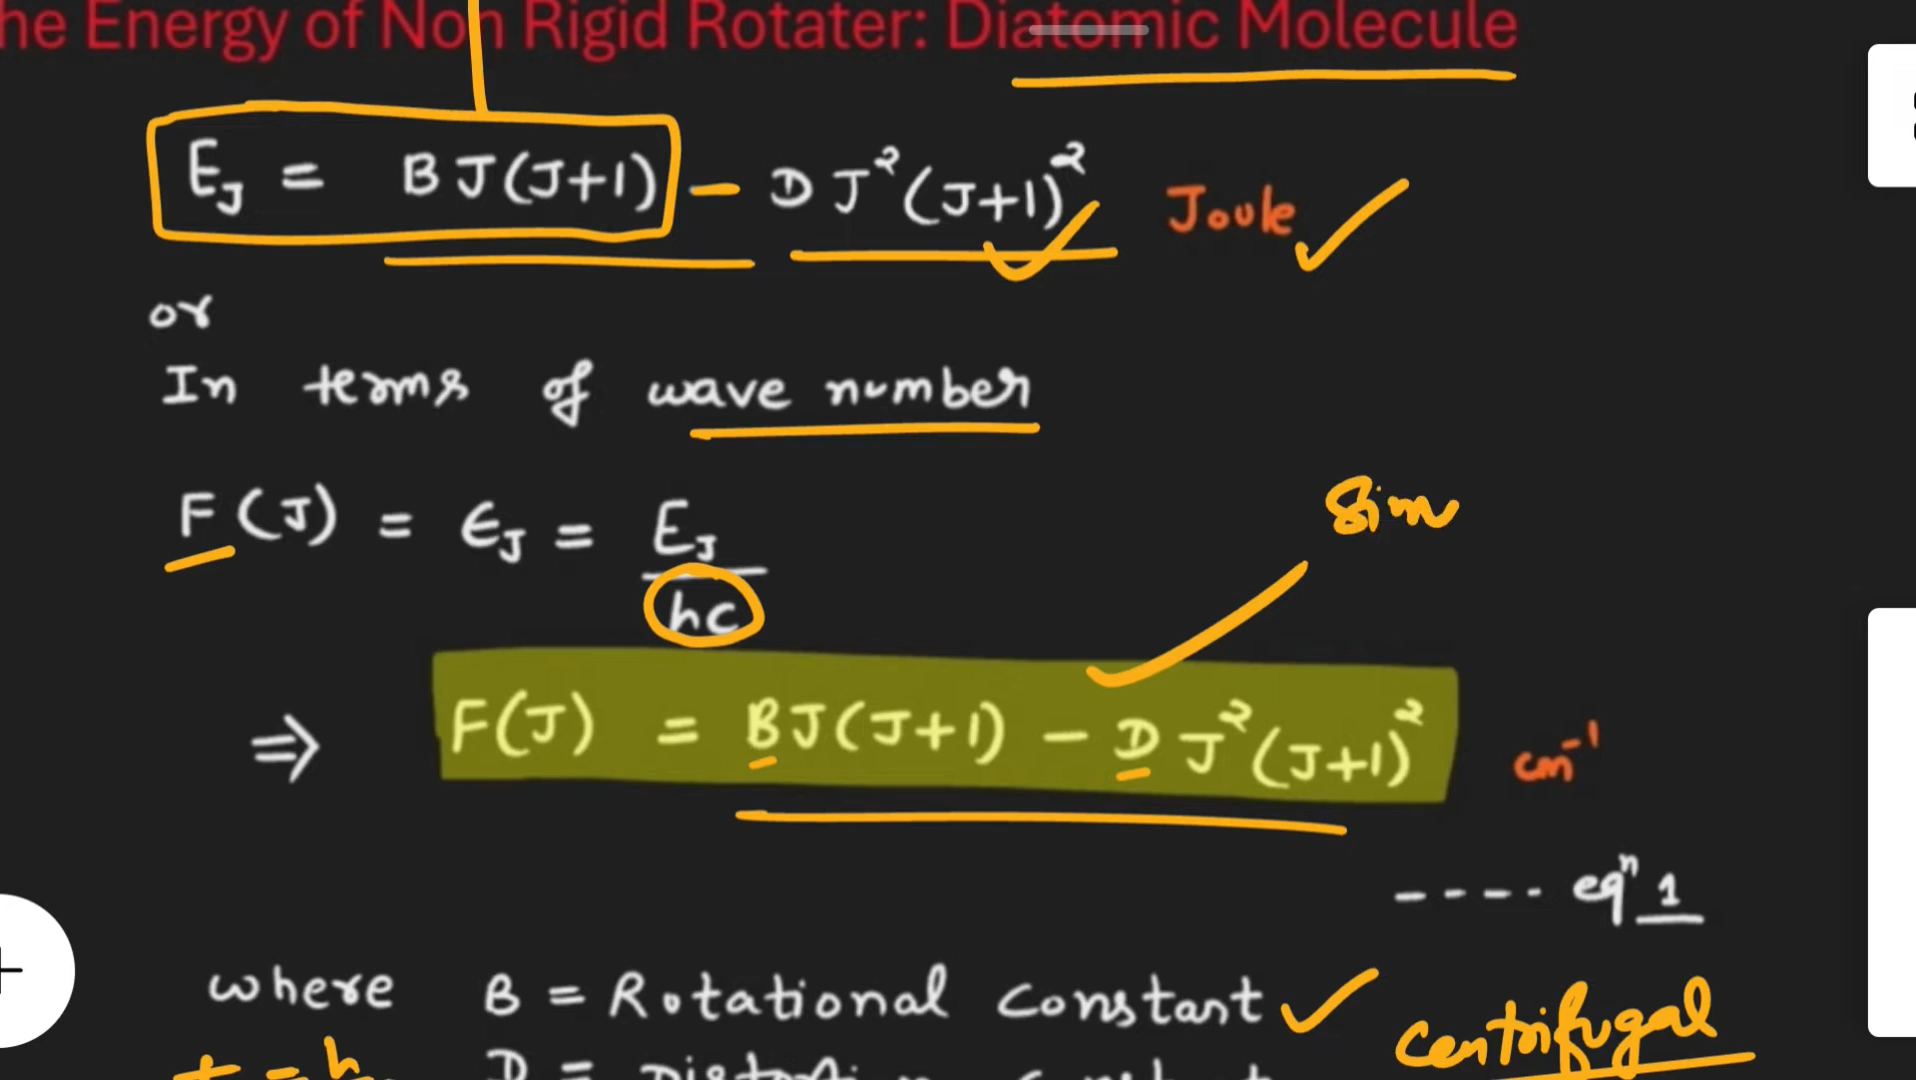 he Energy of Non Rigid Rotater: Diatomic Molecule
E_J = BJ(J+1) - DJ²(J+1)² Joule
or
In terms of wave number
F(J) = ϵ_J = E_J / hc
Sim
⇒ F(J) = BJ(J+1) - DJ²(J+1)² cm⁻¹
---- eqⁿ 1
where B = Rotational Constant
centrifugal
D =